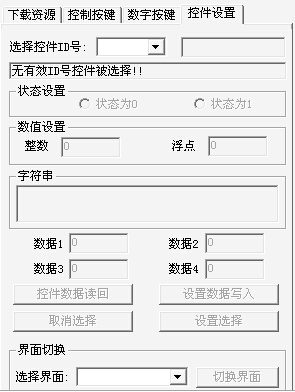 下载资源 控制按键 数字按键 控件设置
选择控件ID号:
无有效ID号控件被选择!!
状态设置
状态为0 状态为1
数值设置
整数 0 浮点 0
字符串
数据1 0 数据2 0
数据3 0 数据4 0
控件数据读回 设置数据写入
取消选择 设置选择
界面切换
选择界面: 切换界面